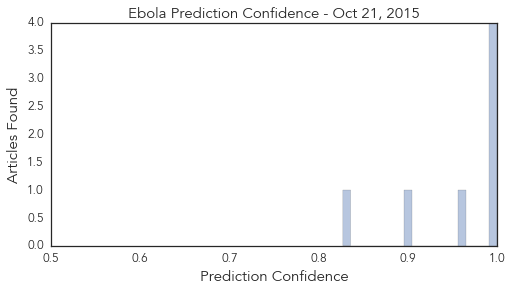 Ebola Prediction Confidence - Oct 21, 2015
4.0
3.5
3.0
2.5
2.0
1.5
1.0
0.5
0.0
Articles Found
0.5 0.6 0.7 0.8 0.9 1.0
Prediction Confidence